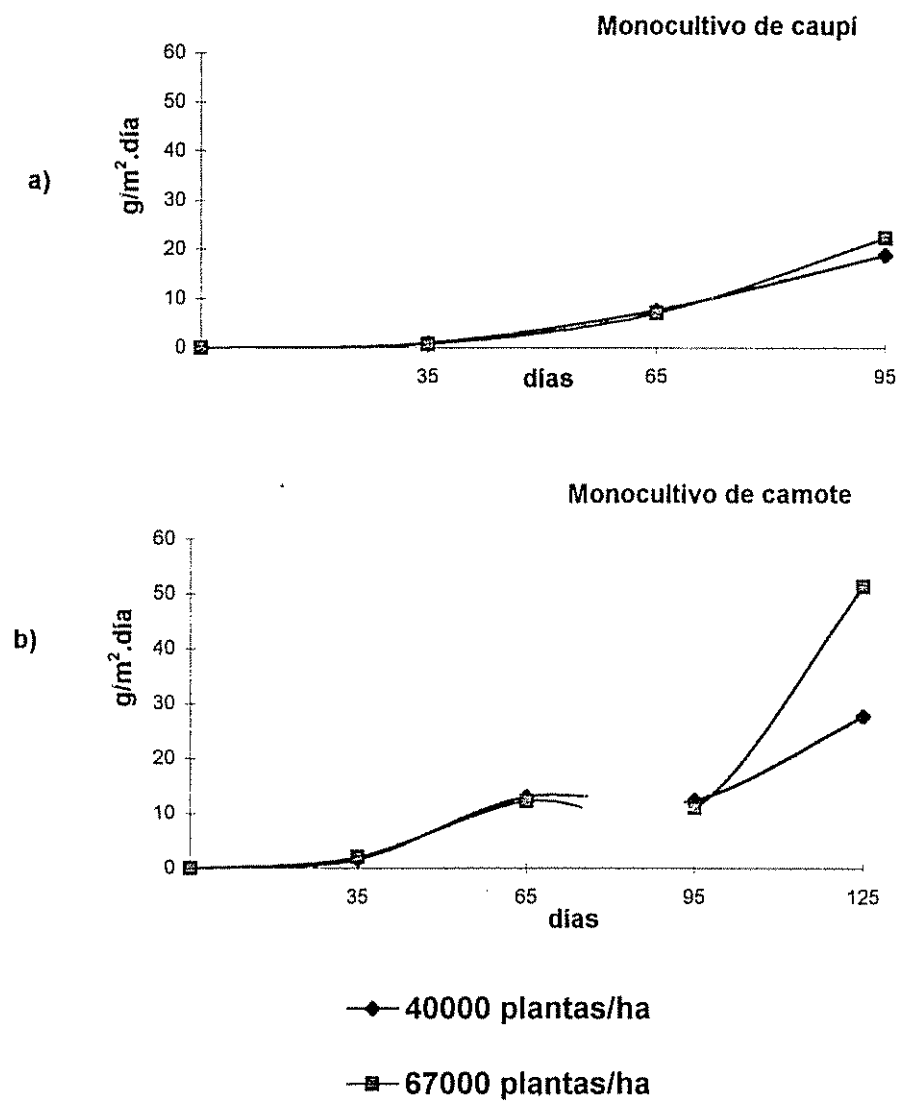 Monocultivo de caupí
a)
g/m².día
60
50
40
30
20
10
0
35
65
95
días
Monocultivo de camote
b)
g/m².día
60
50
40
30
20
10
0
35
65
95
125
días
40000 plantas/ha
67000 plantas/ha